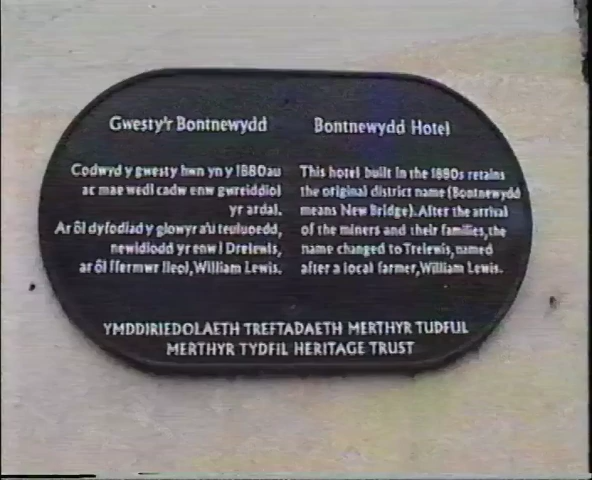 Gwesty'r Bontnewydd
Codwyd y gwesty hwn yn y 1880au
ac mae wedi cadw enw gwreiddiol
yr ardal.
Ar ôl dyfodiad y glowyr a'u teuluoedd,
newidiodd yr enw i Drelewis,
ar ôl ffermwr lleol, William Lewis.
Bontnewydd Hotel
This hotel built in the 1880s retains
the original district name (Bontnewydd
means New Bridge). After the arrival
of the miners and their families, the
name changed to Trelewis, named
after a local farmer, William Lewis.
YMDDIRIEDOLAETH TREFTADAETH MERTHYR TUDFUL
MERTHYR TYDFIL HERITAGE TRUST